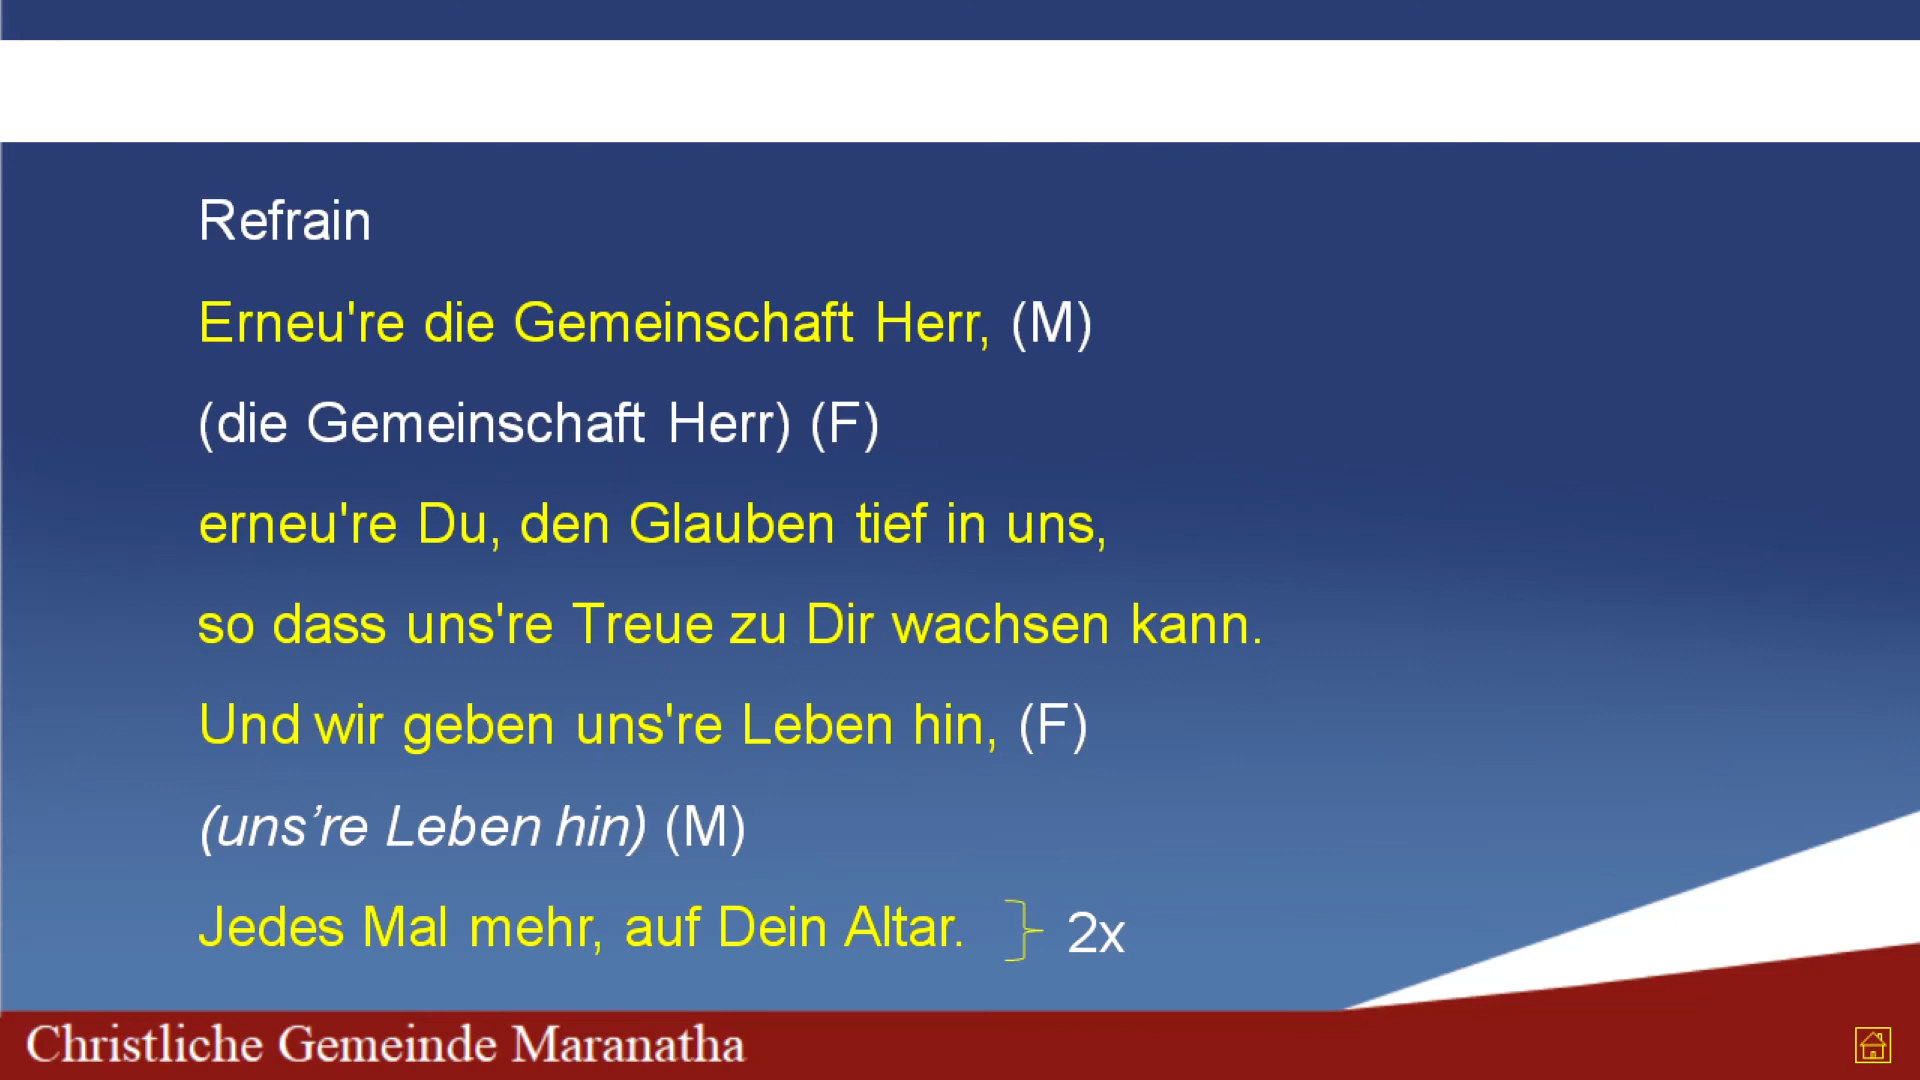 Refrain
Erneu're die Gemeinschaft Herr, (M)
(die Gemeinschaft Herr) (F)
erneu're Du, den Glauben tief in uns,
so dass uns're Treue zu Dir wachsen kann.
Und wir geben uns're Leben hin, (F)
(uns’re Leben hin) (M)
Jedes Mal mehr, auf Dein Altar. 2x
Christliche Gemeinde Maranatha